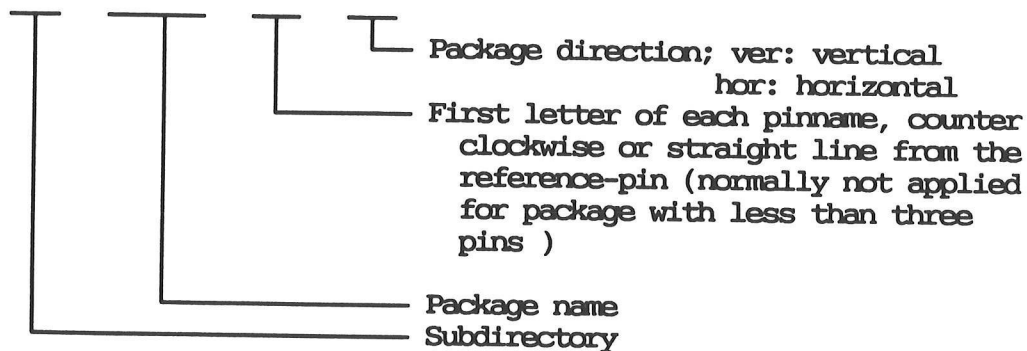 Package direction; ver: vertical
hor: horizontal
First letter of each pinname, counter
clockwise or straight line from the
reference-pin (normally not applied
for package with less than three
pins )
Package name
Subdirectory